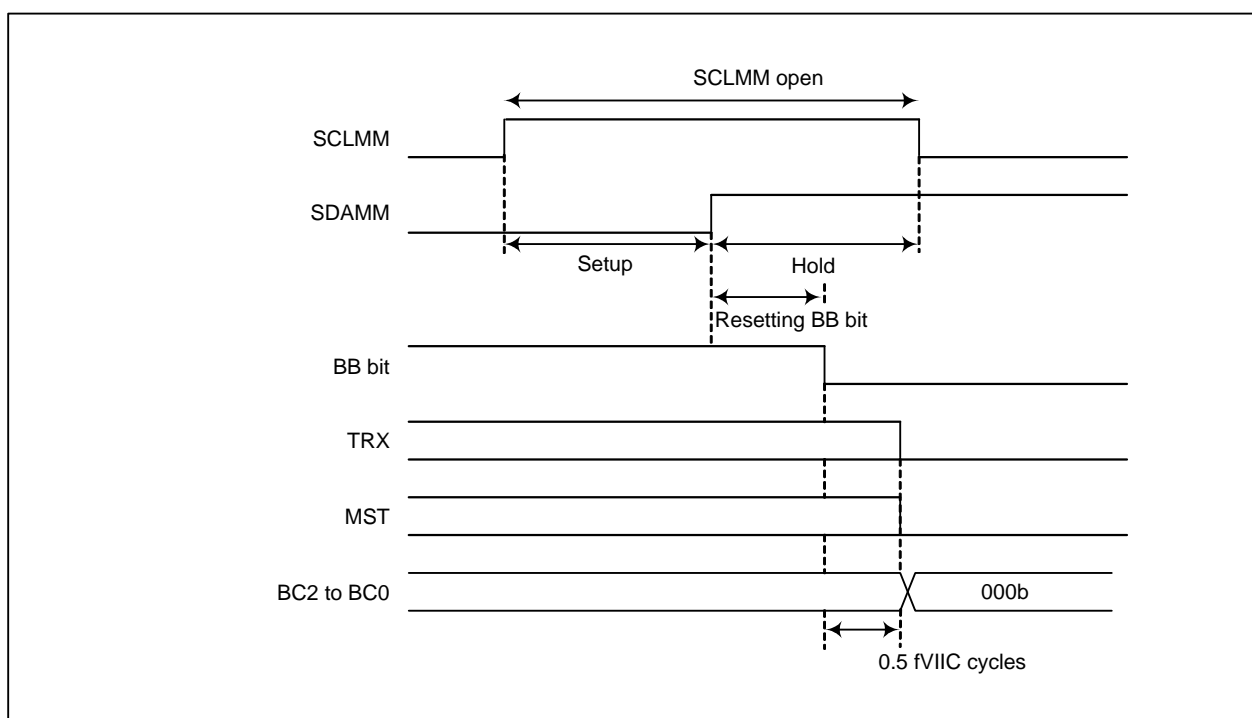 SCLMM open
SCLMM
SDAMM
Setup
Hold
Resetting BB bit
BB bit
TRX
MST
BC2 to BC0
000b
0.5 fVIIC cycles